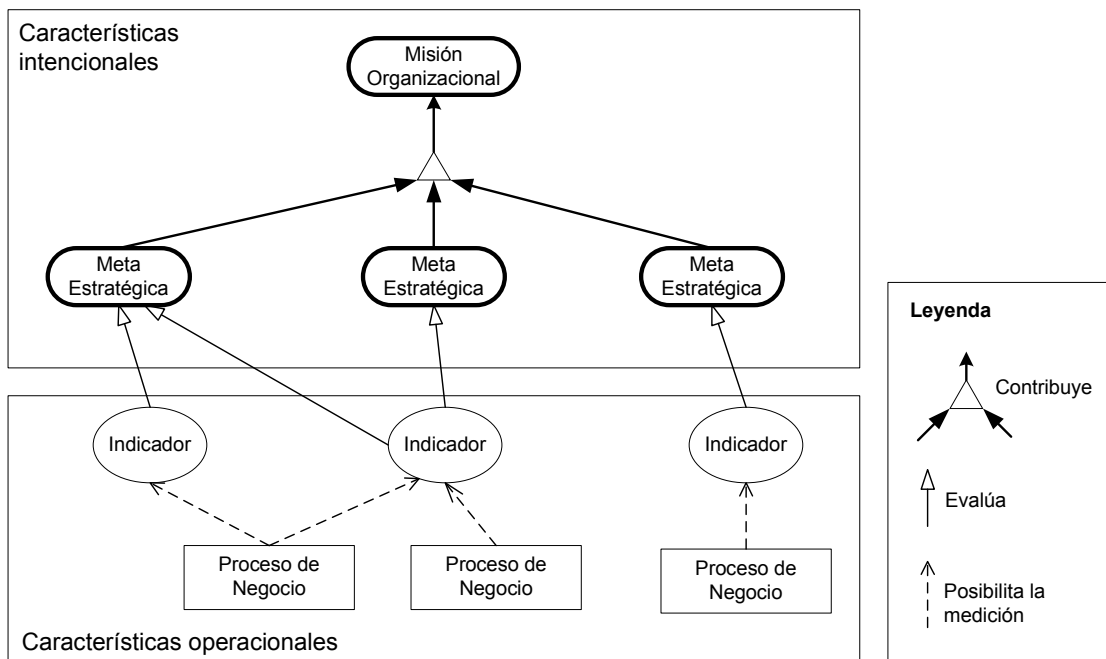 Características
intencionales
Misión
Organizacional
Meta
Estratégica
Meta
Estratégica
Meta
Estratégica
Indicador
Indicador
Indicador
Proceso de
Negocio
Proceso de
Negocio
Proceso de
Negocio
Características operacionales
Leyenda
Contribuye
Evalúa
Posibilita la
medición